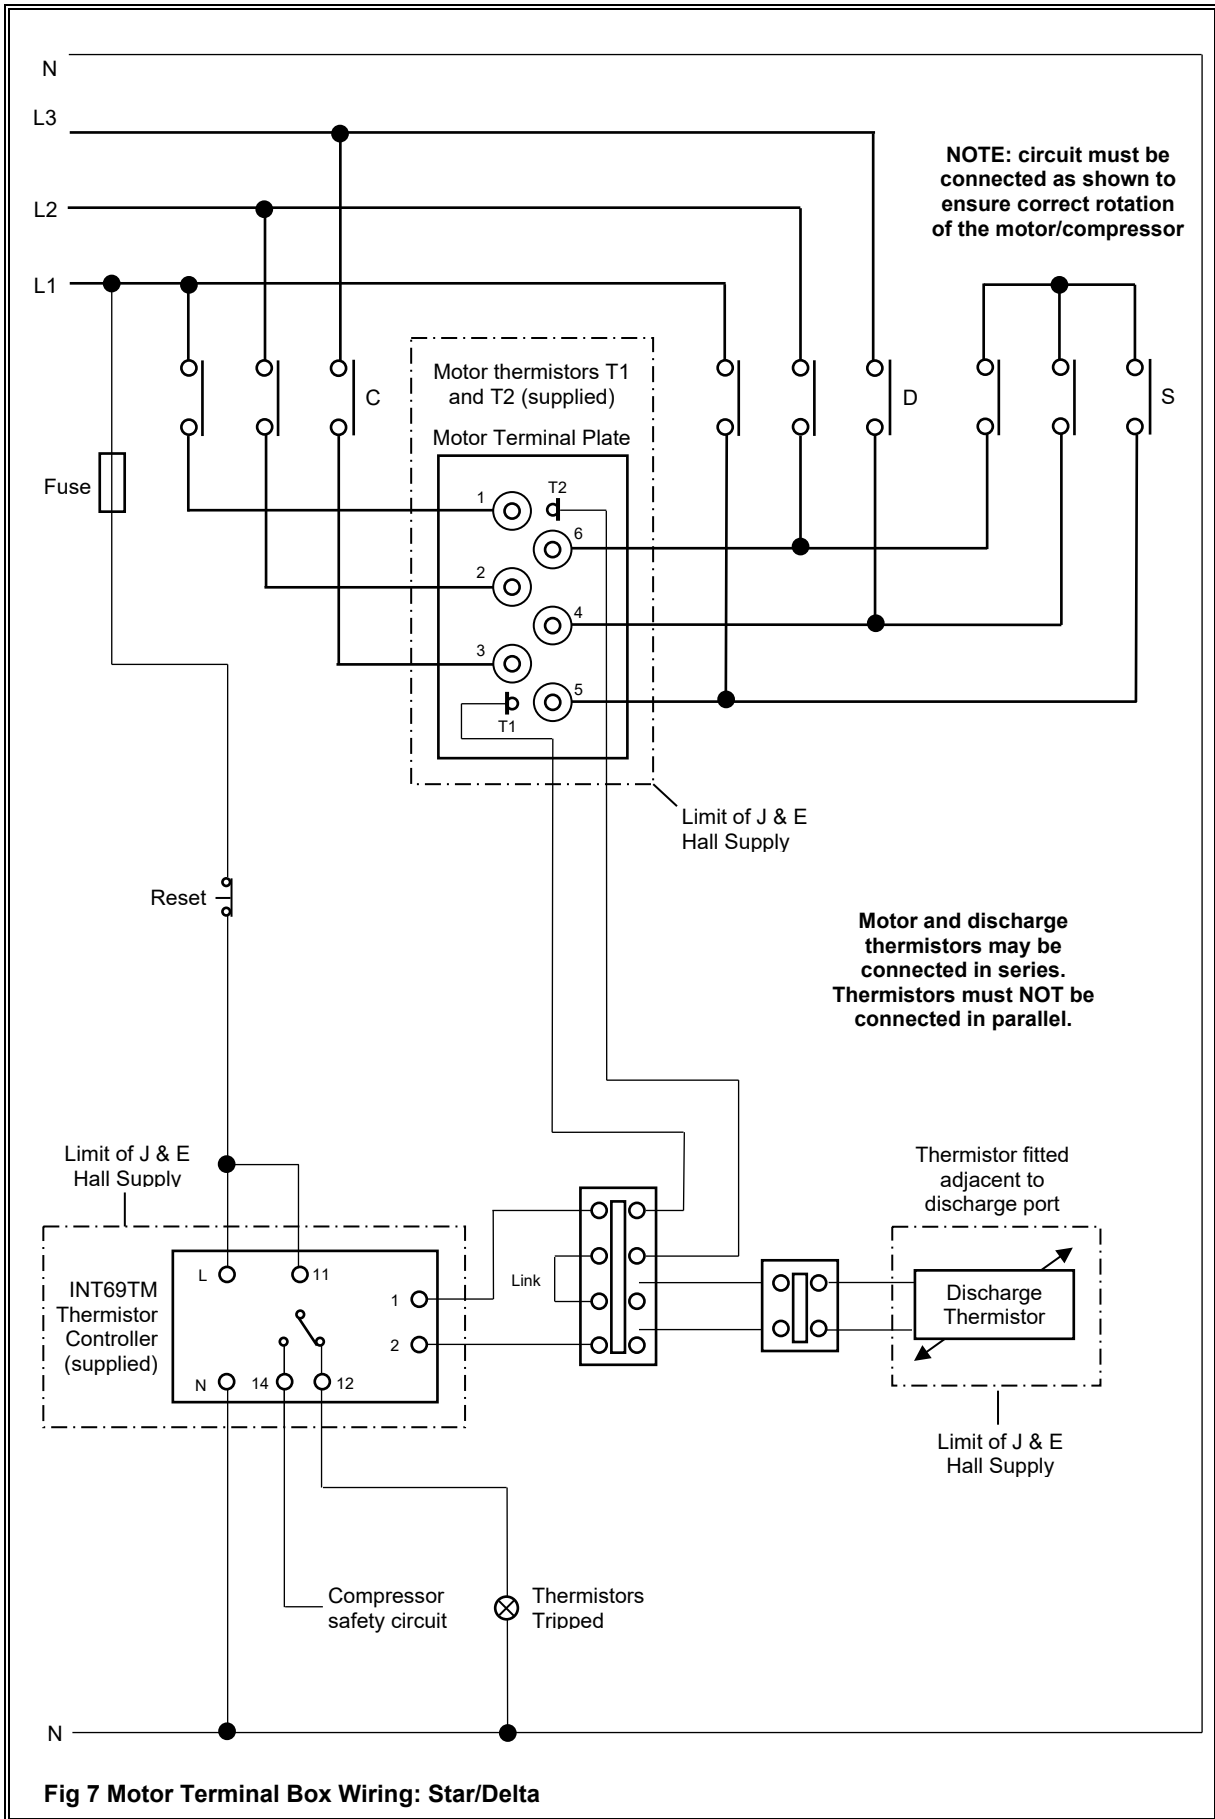 N
L3
NOTE: circuit must be
connected as shown to
ensure correct rotation
of the motor/compressor
L2
L1
Motor thermistors T1
and T2 (supplied)
C
D
S
Motor Terminal Plate
Fuse
1
T2
6
2
4
3
5
T1
Limit of J & E
Hall Supply
Reset
Motor and discharge
thermistors may be
connected in series.
Thermistors must NOT be
connected in parallel.
Limit of J & E
Hall Supply
Thermistor fitted
adjacent to
discharge port
INT69TM
Thermistor
Controller
(supplied)
L
11
1
2
N
14
12
Link
Discharge
Thermistor
Limit of J & E
Hall Supply
Compressor
safety circuit
Thermistors
Tripped
N
Fig 7 Motor Terminal Box Wiring: Star/Delta